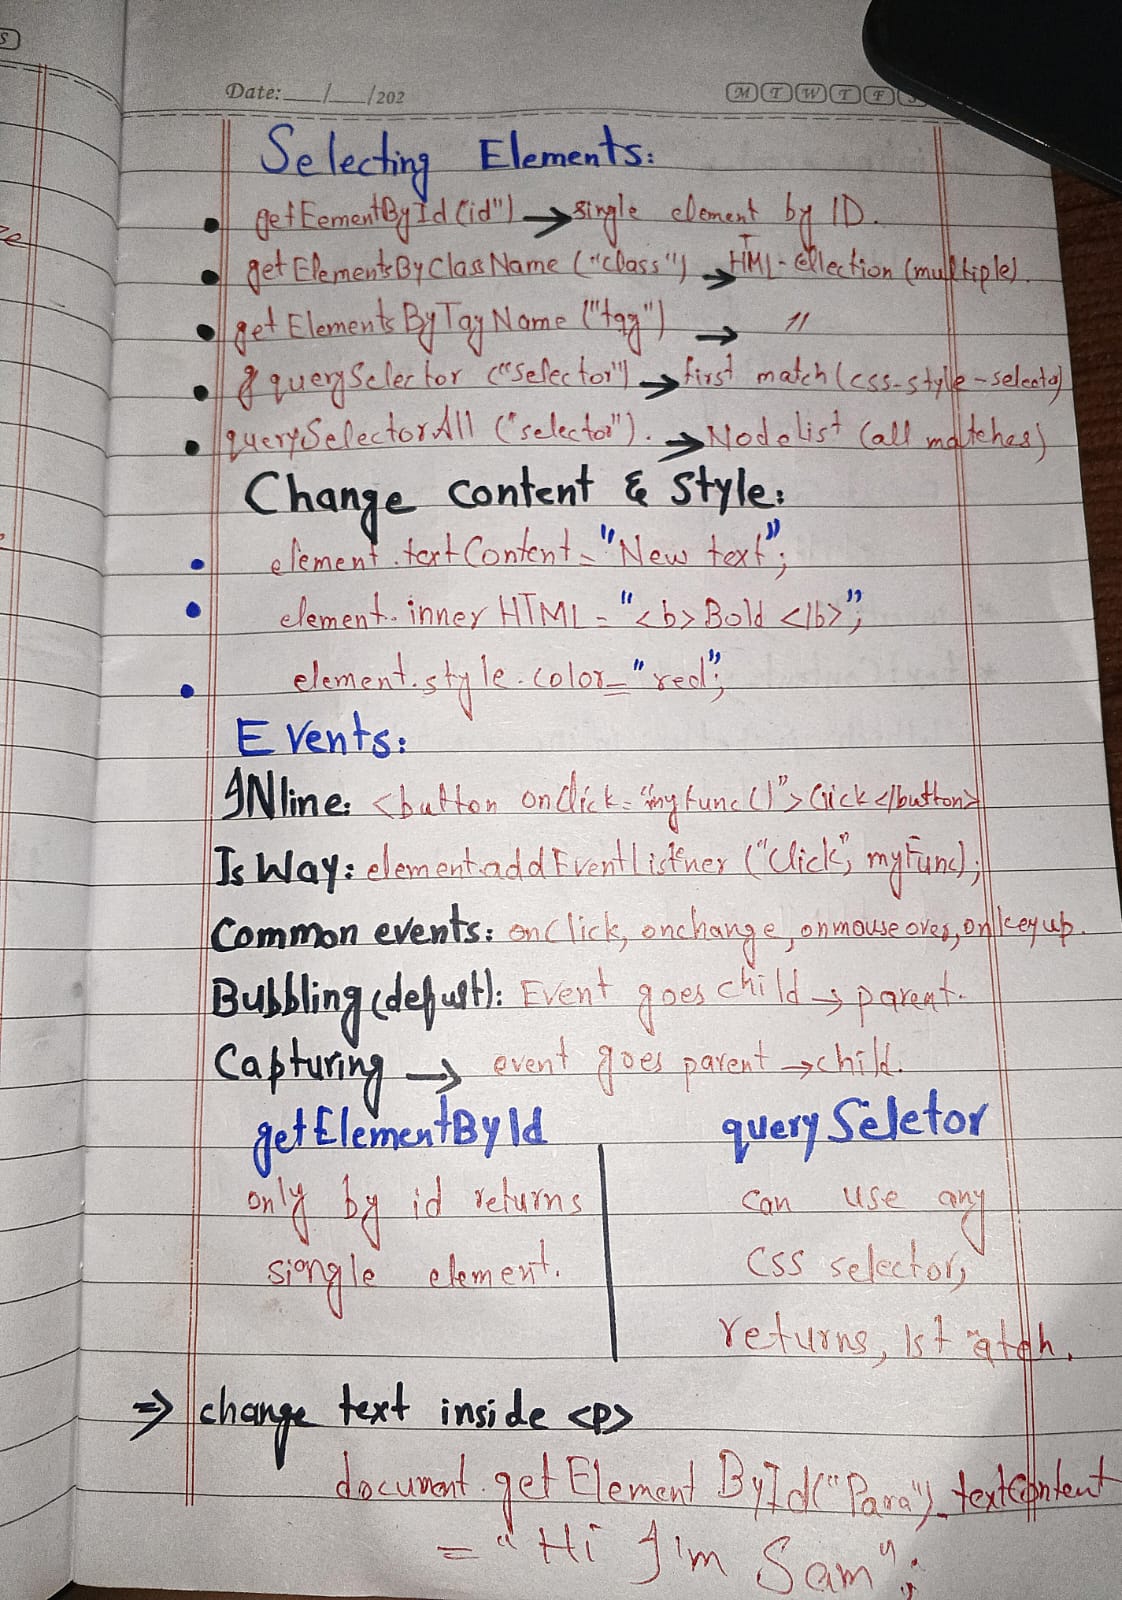 Date:___/___/202 M T W T F S
Selecting Elements:
• getEementById (id") → single element by ID.
• getElementsByClassName ("class") → HTML-Collection (multiple).
• getElementsByTagName ("tag") → "
• querySelector ("selector") → first match (css-style-selector)
• querySelectorAll ("selector"). → Nodelist (all matches)
Change Content & Style:
• element.textContent = "New text";
• element.innerHTML = "<b>Bold </b>";
• element.style.color = "red";
Events:
INline: <button onclick = "myfunc()">Click</button>
Js Way: element.addEventListener ("Click", myFunc);
Common events: onClick, onchange, onmouseover, onkeyup.
Bubbling (defult): Event goes child → parent.
Capturing → event goes parent → child.
getElementById querySeletor
only by id returns can use any
siongle element. CSS selector,
returns, 1st match.
⇒ change text inside <P>
document.getElementById("Para").textContent
= "Hi I'm Sam";